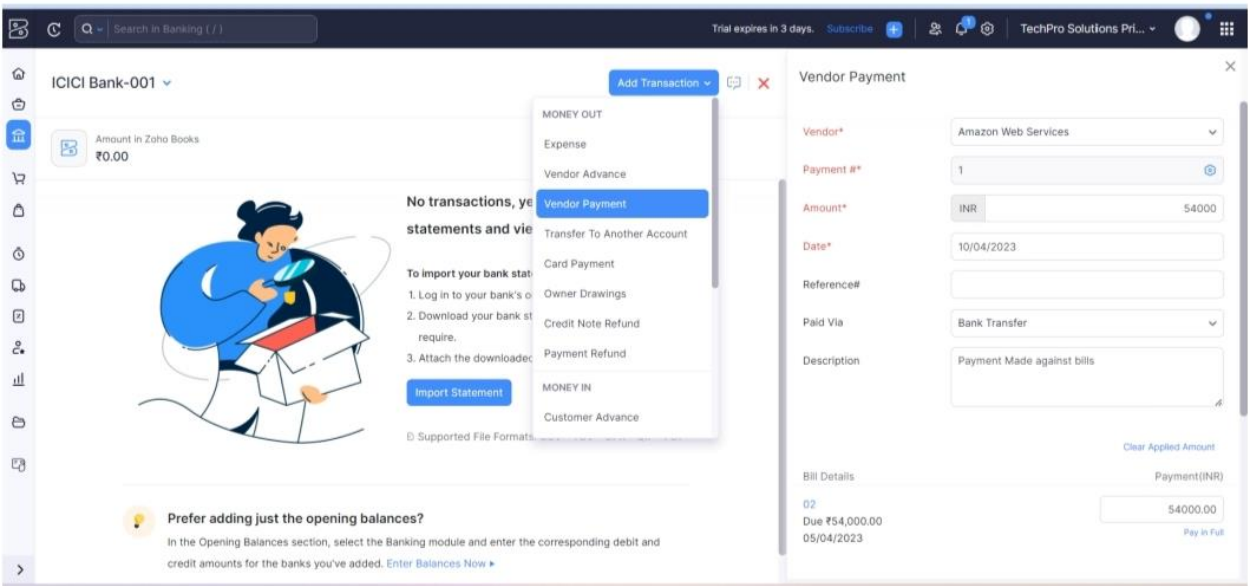 Search in Banking ( / )
Trial expires in 3 days. Subscribe
1
TechPro Solutions Pri...
ICICI Bank-001
Add Transaction
Amount in Zoho Books
₹0.00
No transactions, ye
statements and vie
To import your bank stat
1. Log in to your bank's o
2. Download your bank st
require.
3. Attach the downloaded
Import Statement
Supported File Formats
MONEY OUT
Expense
Vendor Advance
Vendor Payment
Transfer To Another Account
Card Payment
Owner Drawings
Credit Note Refund
Payment Refund
MONEY IN
Customer Advance
Prefer adding just the opening balances?
In the Opening Balances section, select the Banking module and enter the corresponding debit and
credit amounts for the banks you've added. Enter Balances Now
Vendor Payment
Vendor* Amazon Web Services
Payment #* 1
Amount* INR 54000
Date* 10/04/2023
Reference#
Paid Via Bank Transfer
Description Payment Made against bills
Clear Applied Amount
Bill Details Payment(INR)
02 54000.00
Due ₹54,000.00
05/04/2023 Pay in Full